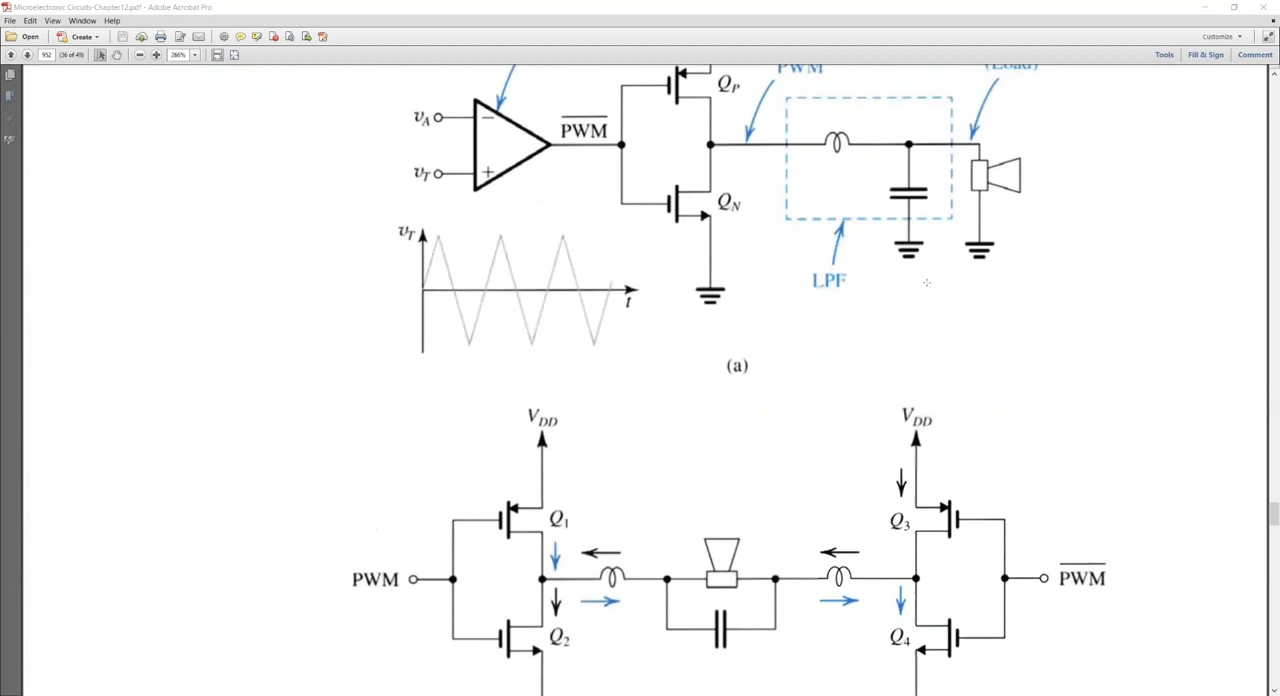 Microelectronic Circuits-Chapter12.pdf - Adobe Acrobat Pro
File Edit View Window Help
Open Create Customize
952 (36 of 49) 266% Tools Fill & Sign Comment
PWM (Load)
Q_P
v_A − PWM
v_T +
Q_N
v_T
LPF
t
(a)
V_DD V_DD
Q_1 Q_3
PWM PWM
Q_2 Q_4